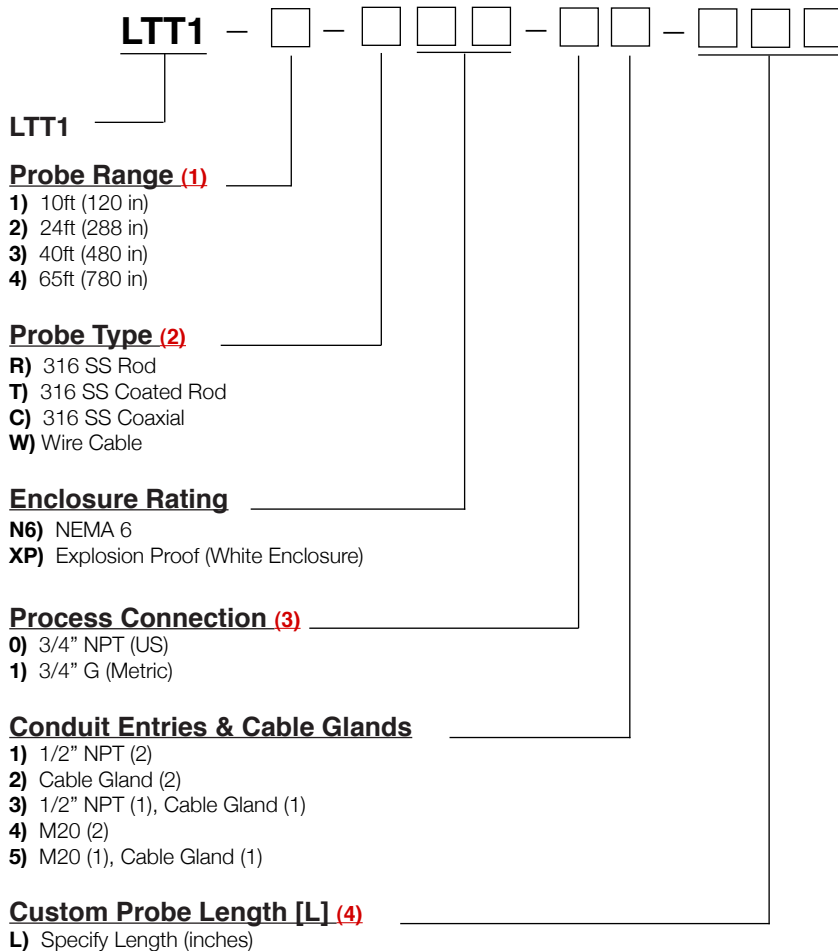 LTT1 – □ – □ □ □ – □ □ – □ □ □
LTT1
Probe Range (1)
1) 10ft (120 in)
2) 24ft (288 in)
3) 40ft (480 in)
4) 65ft (780 in)
Probe Type (2)
R) 316 SS Rod
T) 316 SS Coated Rod
C) 316 SS Coaxial
W) Wire Cable
Enclosure Rating
N6) NEMA 6
XP) Explosion Proof (White Enclosure)
Process Connection (3)
0) 3/4” NPT (US)
1) 3/4” G (Metric)
Conduit Entries & Cable Glands
1) 1/2” NPT (2)
2) Cable Gland (2)
3) 1/2” NPT (1), Cable Gland (1)
4) M20 (2)
5) M20 (1), Cable Gland (1)
Custom Probe Length [L] (4)
L) Specify Length (inches)